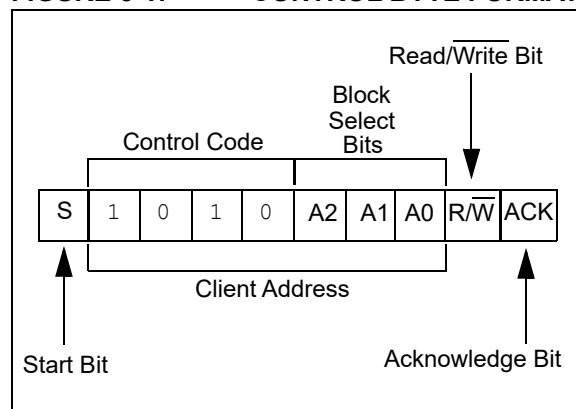 Read/Write Bit
Block
Select
Bits
Control Code
S 1 0 1 0 A2 A1 A0 R/W ACK
Client Address
Start Bit
Acknowledge Bit